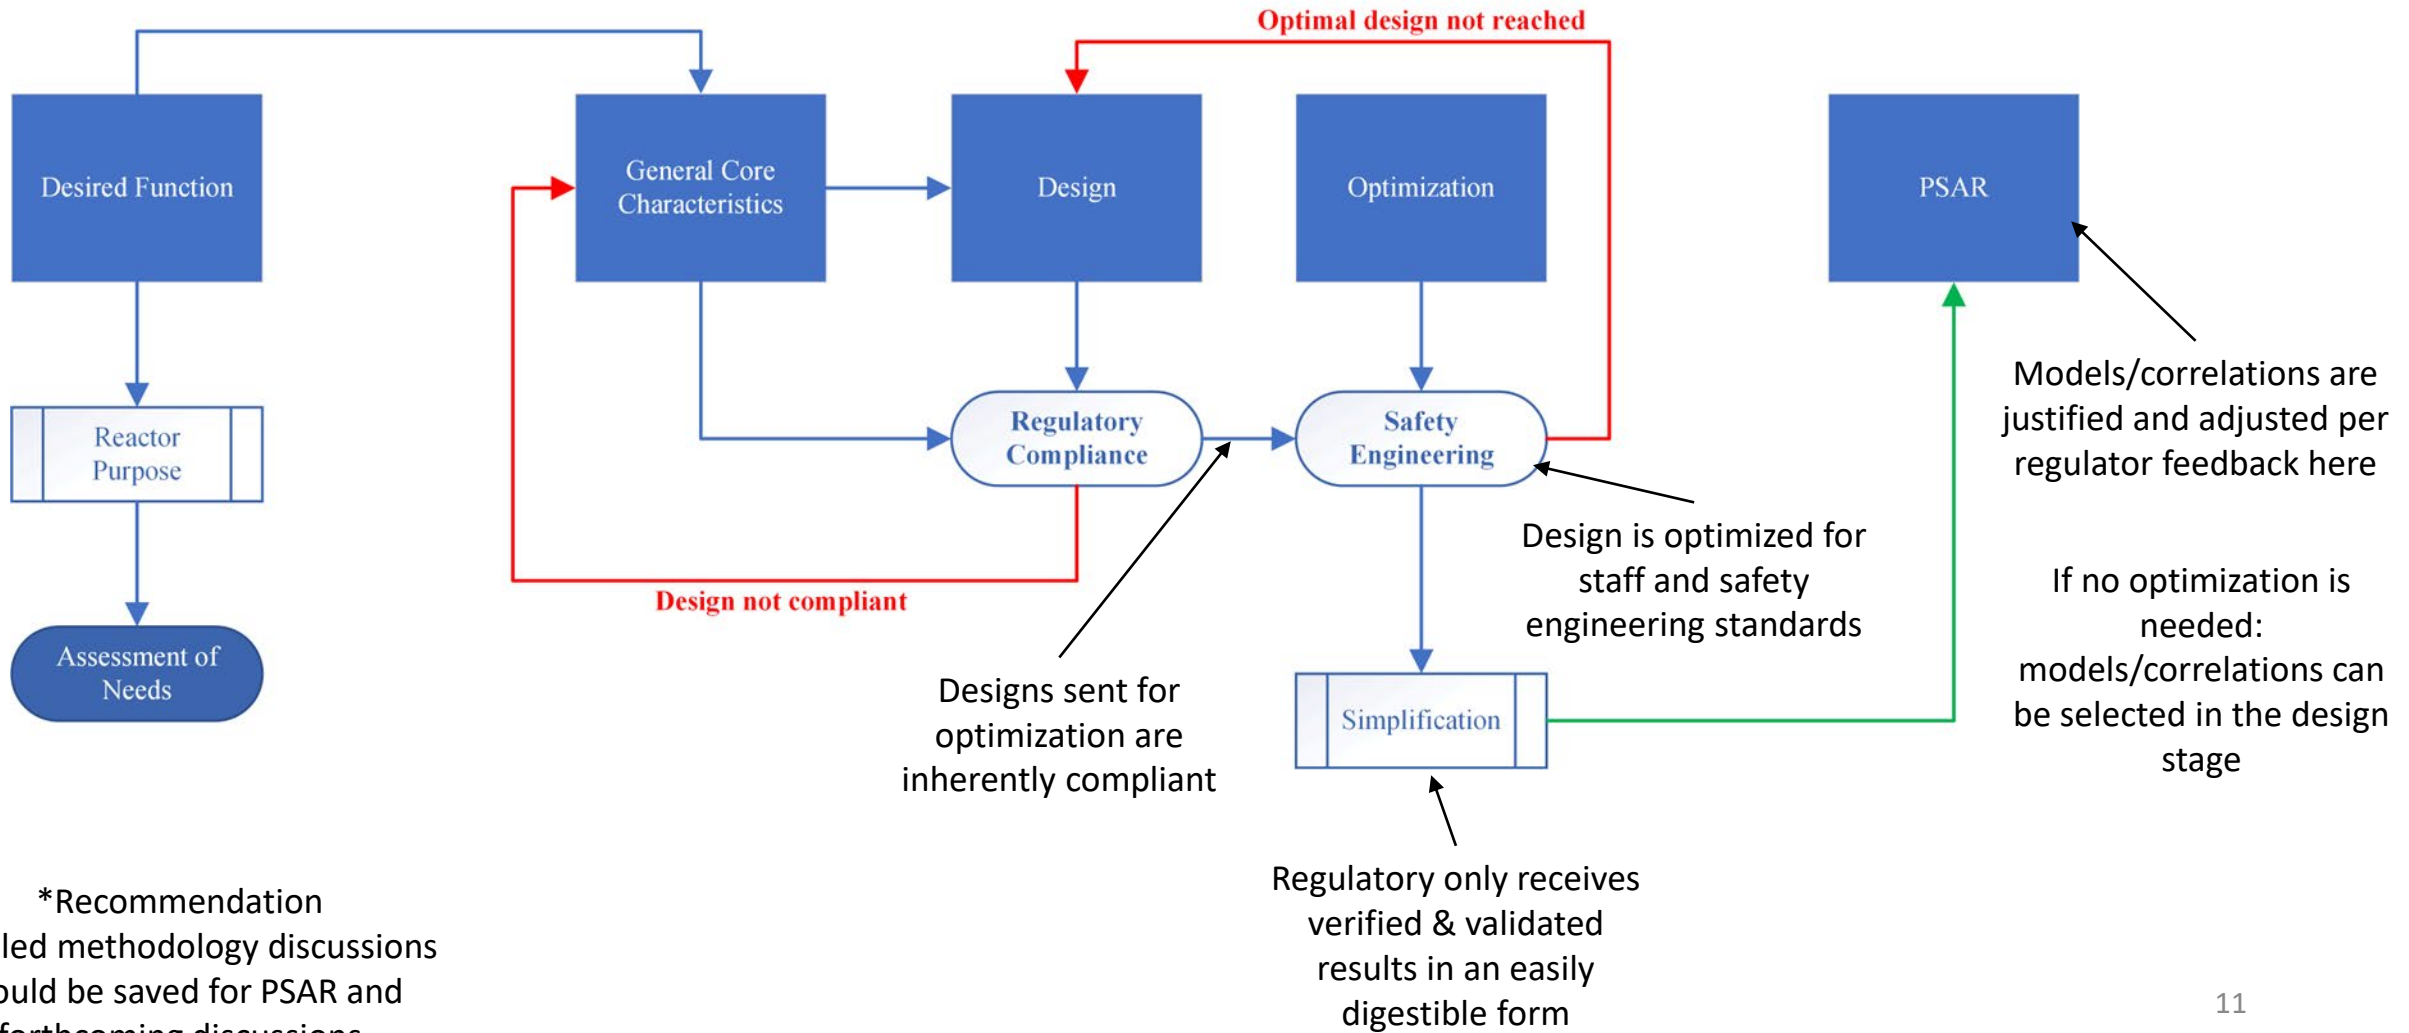 Optimal design not reached
Desired Function
General Core
Characteristics
Design
Optimization
PSAR
Reactor
Purpose
Regulatory
Compliance
Safety
Engineering
Models/correlations are
justified and adjusted per
regulator feedback here
Design is optimized for
staff and safety
engineering standards
If no optimization is
needed:
models/correlations can
be selected in the design
stage
Design not compliant
Assessment of
Needs
Designs sent for
optimization are
inherently compliant
Simplification
Regulatory only receives
verified & validated
results in an easily
digestible form
*Recommendation
methodology discussions
be saved for PSAR and
discussions
11